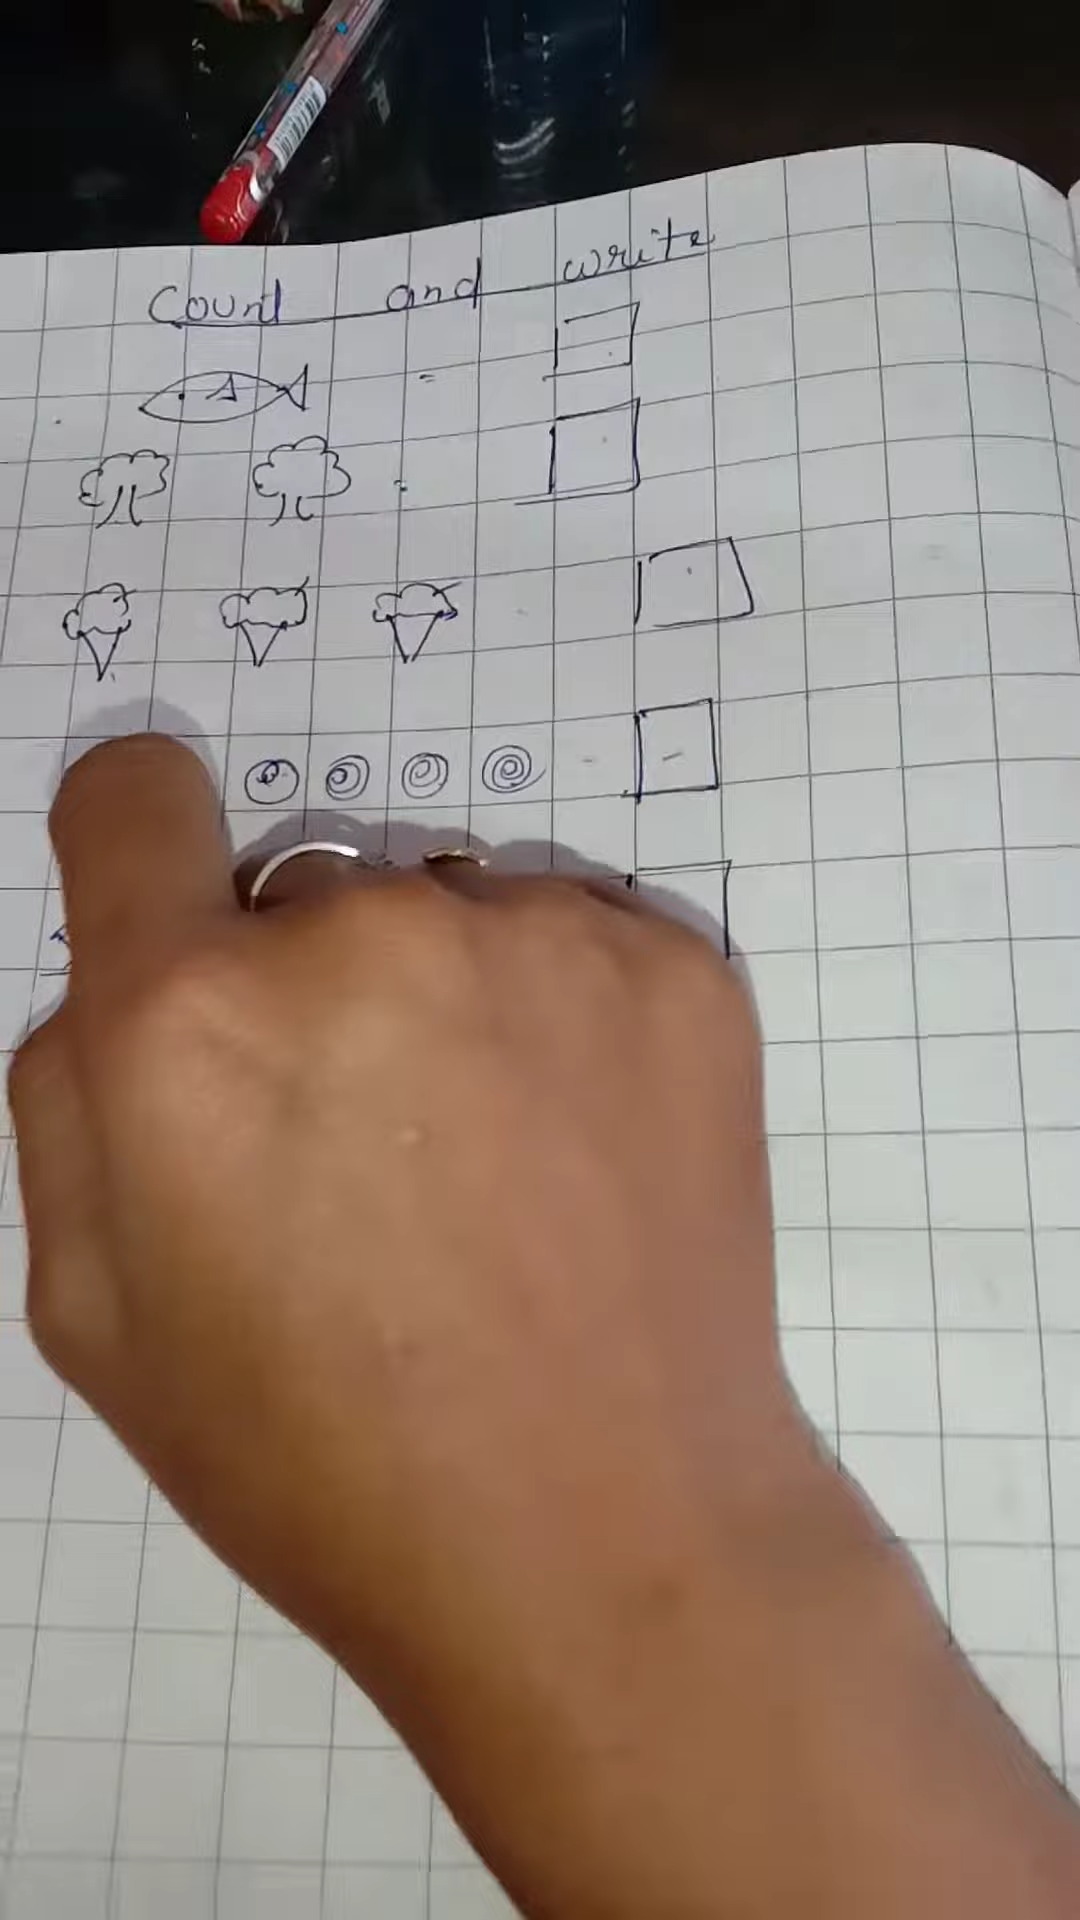 Count and write
=
=
-